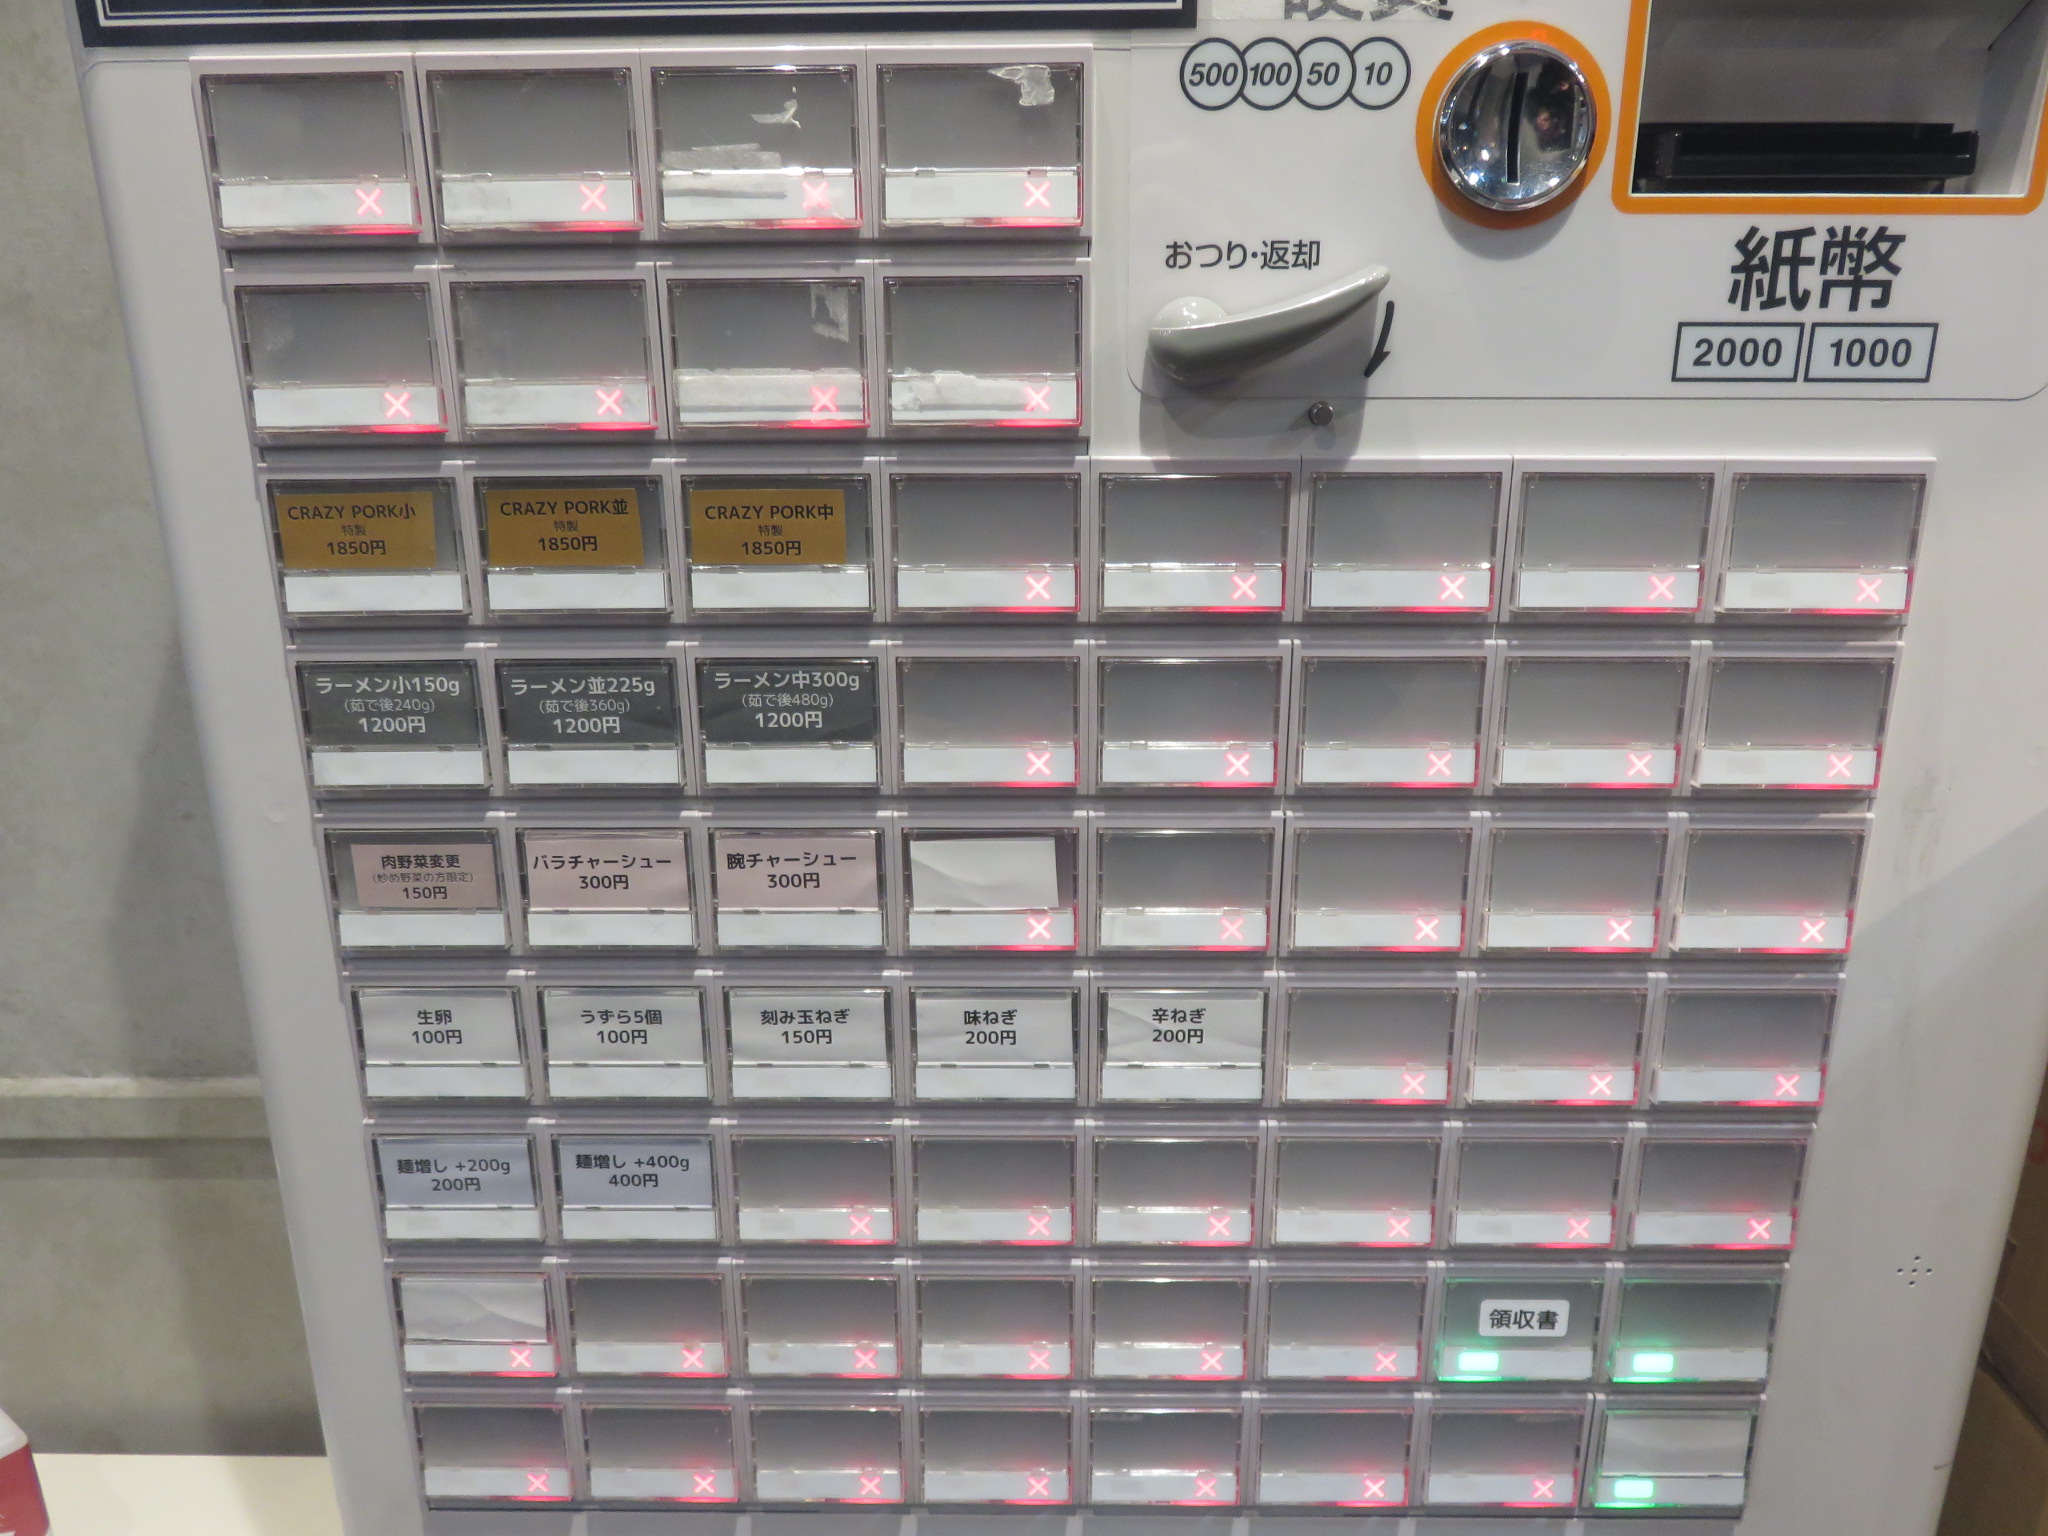 硬貨
500 100 50 10
おつり・返却
紙幣
2000 1000
CRAZY PORK小
特製
1850円
CRAZY PORK並
特製
1850円
CRAZY PORK中
特製
1850円
ラーメン小150g
(茹で後240g)
1200円
ラーメン並225g
(茹で後360g)
1200円
ラーメン中300g
(茹で後480g)
1200円
肉野菜変更
(炒め野菜の方限定)
150円
バラチャーシュー
300円
腕チャーシュー
300円
生卵
100円
うずら5個
100円
刻み玉ねぎ
150円
味ねぎ
200円
辛ねぎ
200円
麺増し +200g
200円
麺増し +400g
400円
領収書